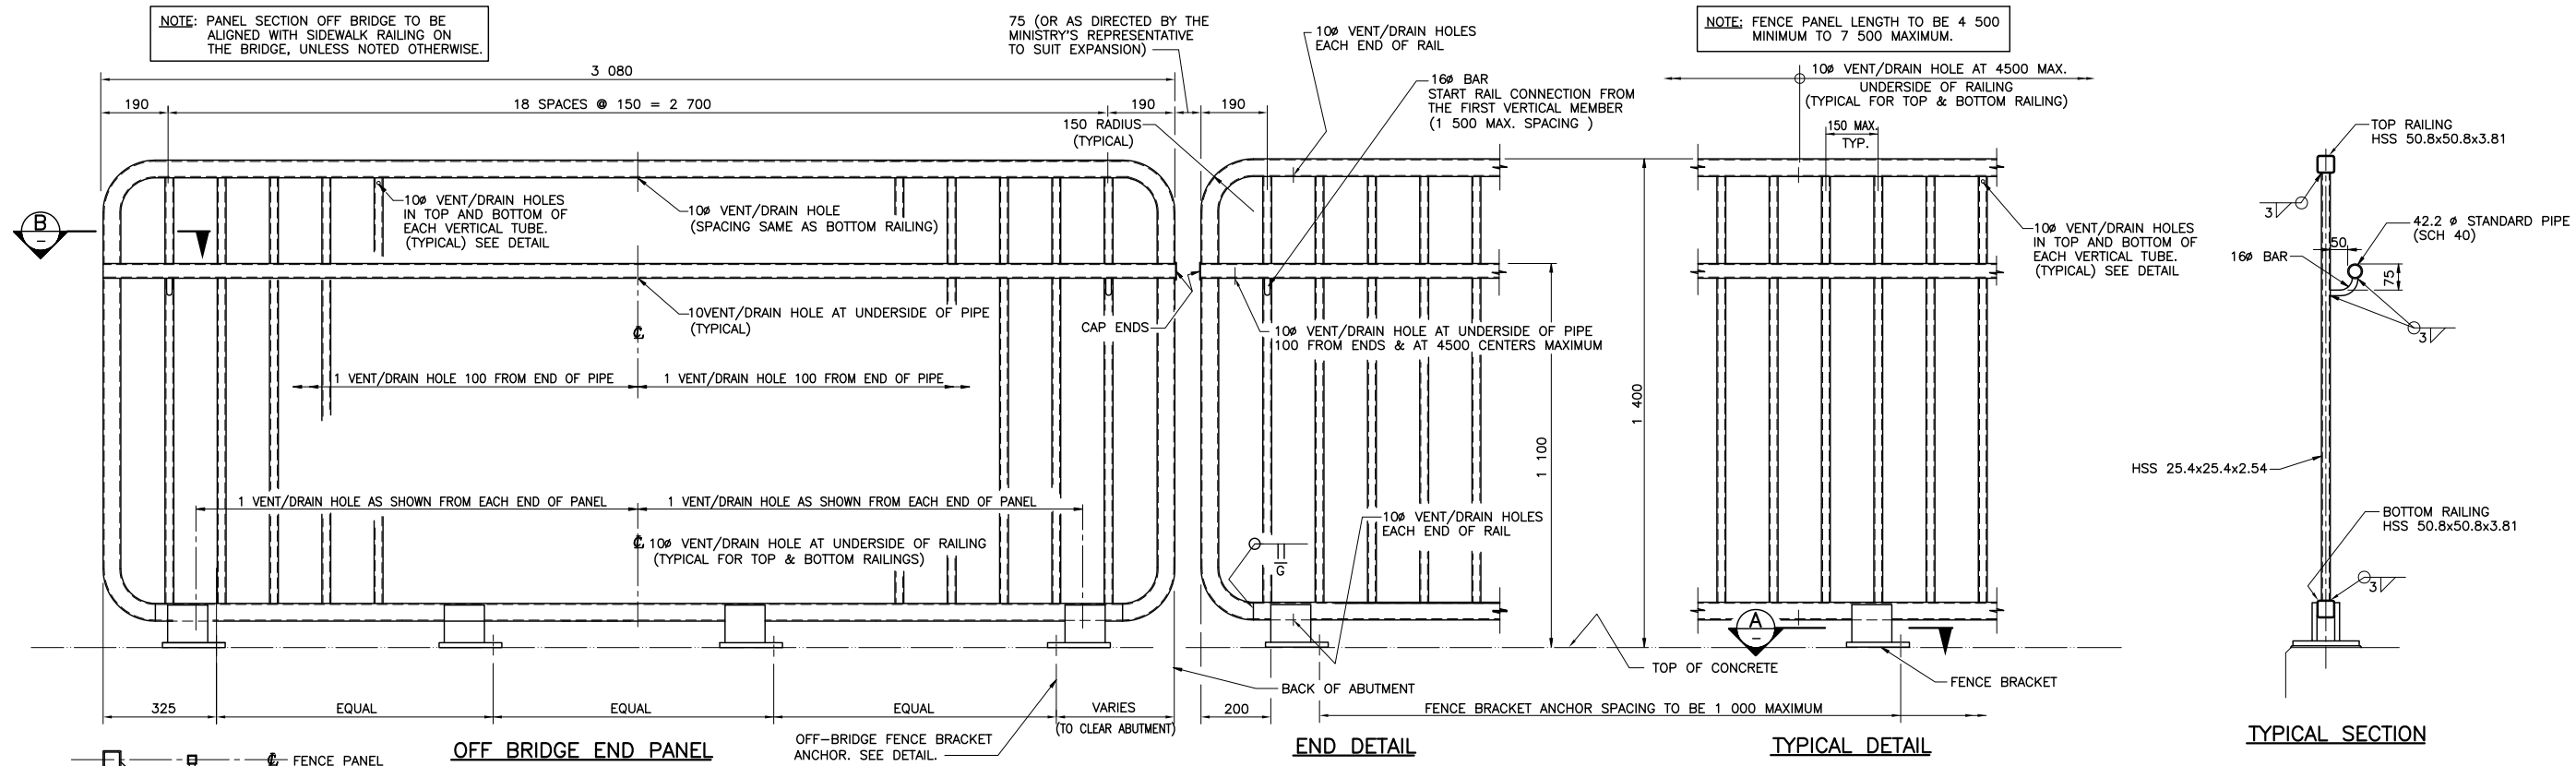 NOTE: PANEL SECTION OFF BRIDGE TO BE
ALIGNED WITH SIDEWALK RAILING ON
THE BRIDGE, UNLESS NOTED OTHERWISE.
75 (OR AS DIRECTED BY THE
MINISTRY'S REPRESENTATIVE
TO SUIT EXPANSION)
10ø VENT/DRAIN HOLES
EACH END OF RAIL
NOTE: FENCE PANEL LENGTH TO BE 4 500
MINIMUM TO 7 500 MAXIMUM.
3 080
190
18 SPACES @ 150 = 2 700
190
190
16ø BAR
START RAIL CONNECTION FROM
THE FIRST VERTICAL MEMBER
(1 500 MAX. SPACING )
10ø VENT/DRAIN HOLE AT 4500 MAX.
UNDERSIDE OF RAILING
(TYPICAL FOR TOP & BOTTOM RAILING)
150 RADIUS
(TYPICAL)
150 MAX.
TYP.
TOP RAILING
HSS 50.8x50.8x3.81
B
-
10ø VENT/DRAIN HOLES
IN TOP AND BOTTOM OF
EACH VERTICAL TUBE.
(TYPICAL) SEE DETAIL
10ø VENT/DRAIN HOLE
(SPACING SAME AS BOTTOM RAILING)
10ø VENT/DRAIN HOLES
IN TOP AND BOTTOM OF
EACH VERTICAL TUBE.
(TYPICAL) SEE DETAIL
3
42.2 ø STANDARD PIPE
(SCH 40)
50
16ø BAR
75
3
10VENT/DRAIN HOLE AT UNDERSIDE OF PIPE
(TYPICAL)
CAP ENDS
10ø VENT/DRAIN HOLE AT UNDERSIDE OF PIPE
100 FROM ENDS & AT 4500 CENTERS MAXIMUM
℄
1 VENT/DRAIN HOLE 100 FROM END OF PIPE
1 VENT/DRAIN HOLE 100 FROM END OF PIPE
1 100
1 400
HSS 25.4x25.4x2.54
1 VENT/DRAIN HOLE AS SHOWN FROM EACH END OF PANEL
1 VENT/DRAIN HOLE AS SHOWN FROM EACH END OF PANEL
10ø VENT/DRAIN HOLES
EACH END OF RAIL
BOTTOM RAILING
HSS 50.8x50.8x3.81
℄ 10ø VENT/DRAIN HOLE AT UNDERSIDE OF RAILING
(TYPICAL FOR TOP & BOTTOM RAILINGS)
G
3
A
-
TOP OF CONCRETE
BACK OF ABUTMENT
FENCE BRACKET
325
EQUAL
EQUAL
EQUAL
VARIES
(TO CLEAR ABUTMENT)
200
FENCE BRACKET ANCHOR SPACING TO BE 1 000 MAXIMUM
OFF BRIDGE END PANEL
OFF-BRIDGE FENCE BRACKET
ANCHOR. SEE DETAIL.
END DETAIL
TYPICAL DETAIL
TYPICAL SECTION
℄ FENCE PANEL